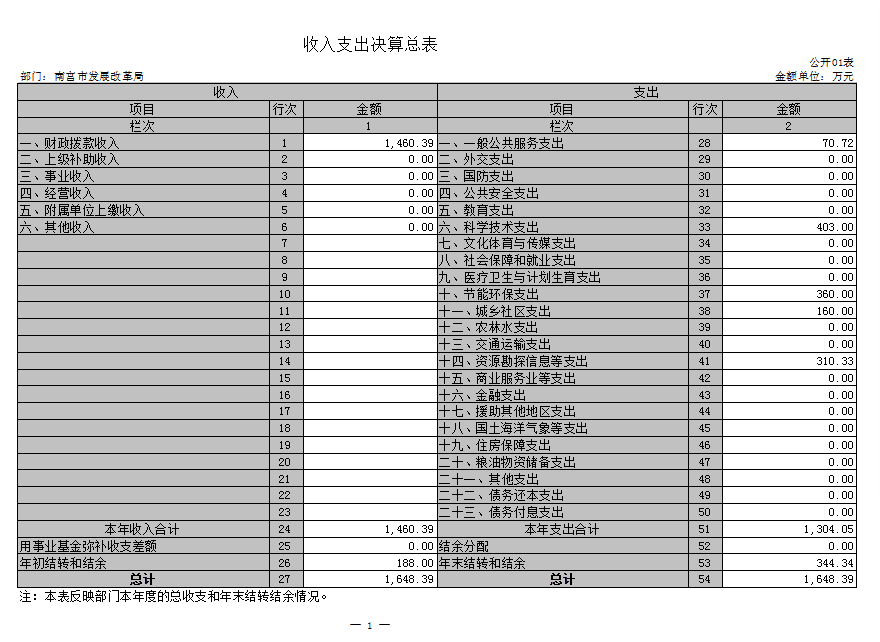 收入支出决算总表
公开01表
部门：南宫市发展改革局 金额单位：万元
收入 支出
项目 行次 金额 项目 行次 金额
栏次 1 栏次 2
一、财政拨款收入 1 1,460.39 一、一般公共服务支出 28 70.72
二、上级补助收入 2 0.00 二、外交支出 29 0.00
三、事业收入 3 0.00 三、国防支出 30 0.00
四、经营收入 4 0.00 四、公共安全支出 31 0.00
五、附属单位上缴收入 5 0.00 五、教育支出 32 0.00
六、其他收入 6 0.00 六、科学技术支出 33 403.00
7 七、文化体育与传媒支出 34 0.00
8 八、社会保障和就业支出 35 0.00
9 九、医疗卫生与计划生育支出 36 0.00
10 十、节能环保支出 37 360.00
11 十一、城乡社区支出 38 160.00
12 十二、农林水支出 39 0.00
13 十三、交通运输支出 40 0.00
14 十四、资源勘探信息等支出 41 310.33
15 十五、商业服务业等支出 42 0.00
16 十六、金融支出 43 0.00
17 十七、援助其他地区支出 44 0.00
18 十八、国土海洋气象等支出 45 0.00
19 十九、住房保障支出 46 0.00
20 二十、粮油物资储备支出 47 0.00
21 二十一、其他支出 48 0.00
22 二十二、债务还本支出 49 0.00
23 二十三、债务付息支出 50 0.00
本年收入合计 24 1,460.39 本年支出合计 51 1,304.05
用事业基金弥补收支差额 25 0.00 结余分配 52 0.00
年初结转和结余 26 188.00 年末结转和结余 53 344.34
总计 27 1,648.39 总计 54 1,648.39
注：本表反映部门本年度的总收支和年末结转结余情况。
— 1 —